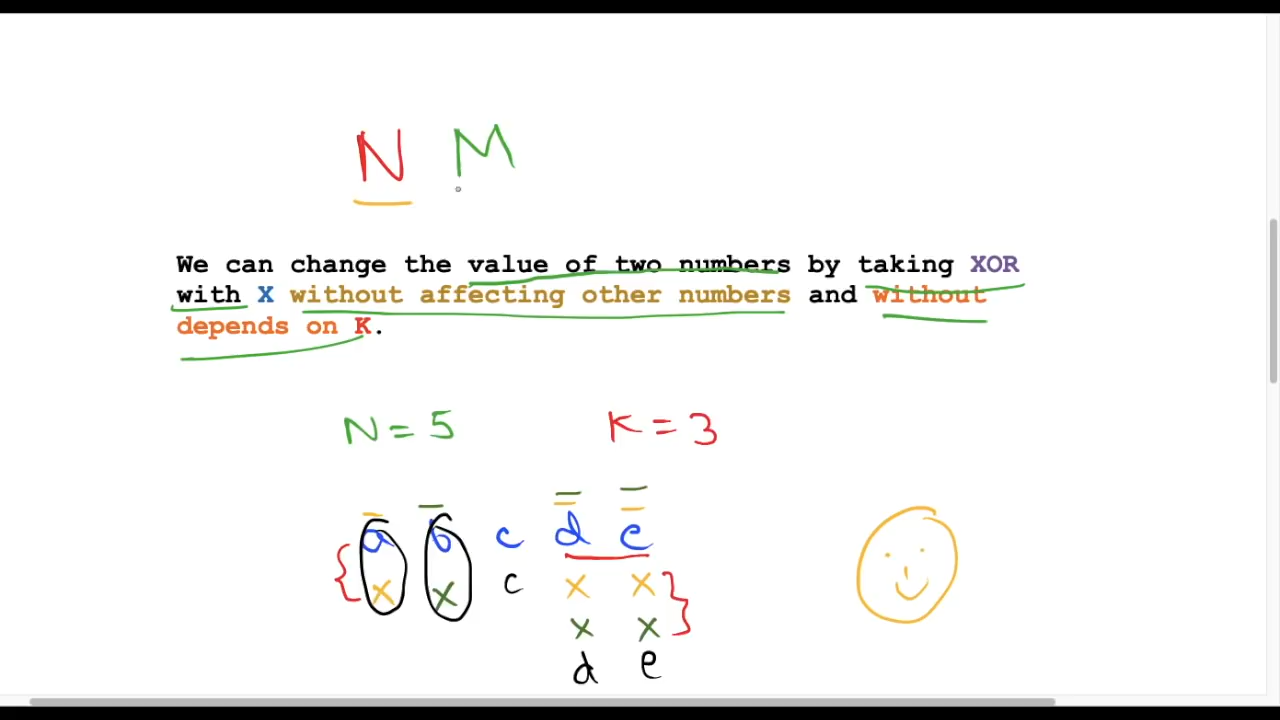 N M
We can change the value of two numbers by taking XOR
with X without affecting other numbers and without
depends on K.
N = 5 K = 3
a b c d e
x x c x x
x x
d e